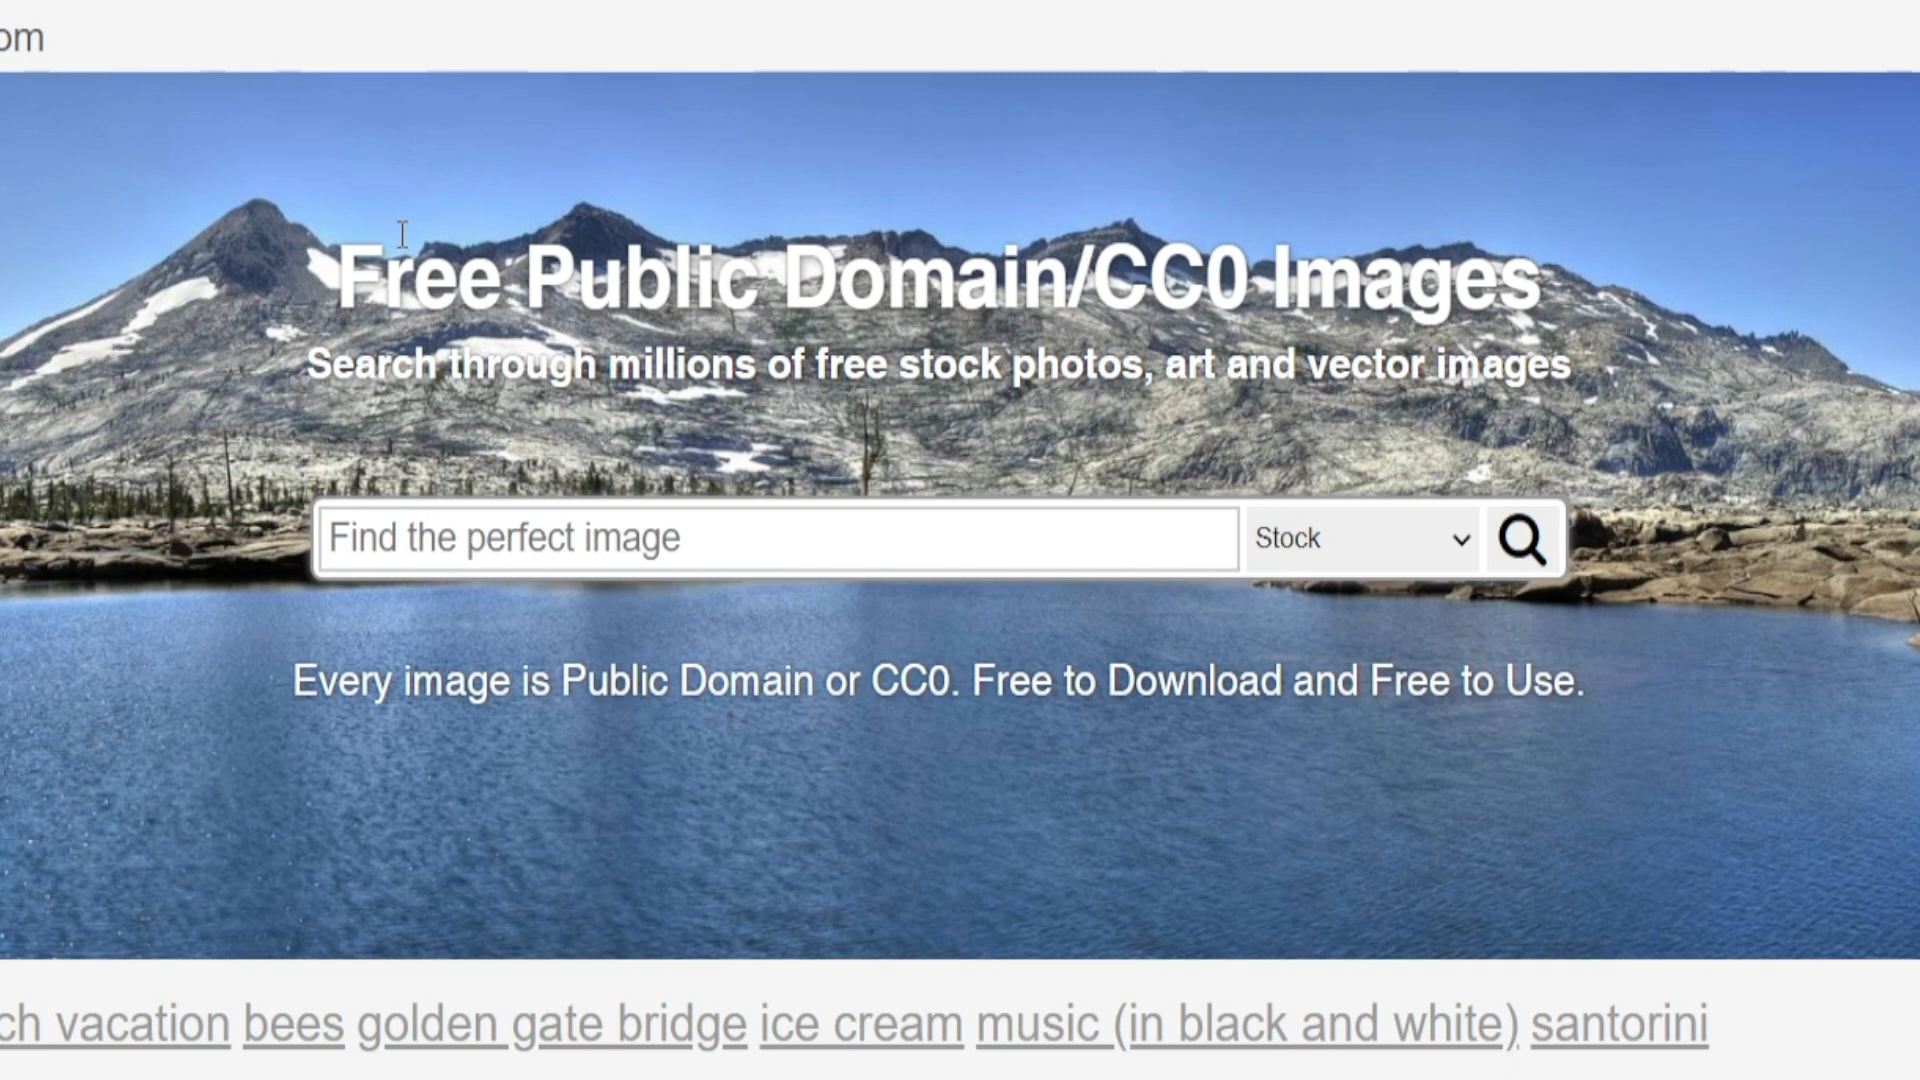 om
Free Public Domain/CC0 Images
Search through millions of free stock photos, art and vector images
Find the perfect image
Stock
Every image is Public Domain or CC0. Free to Download and Free to Use.
ch vacation bees golden gate bridge ice cream music (in black and white) santorini